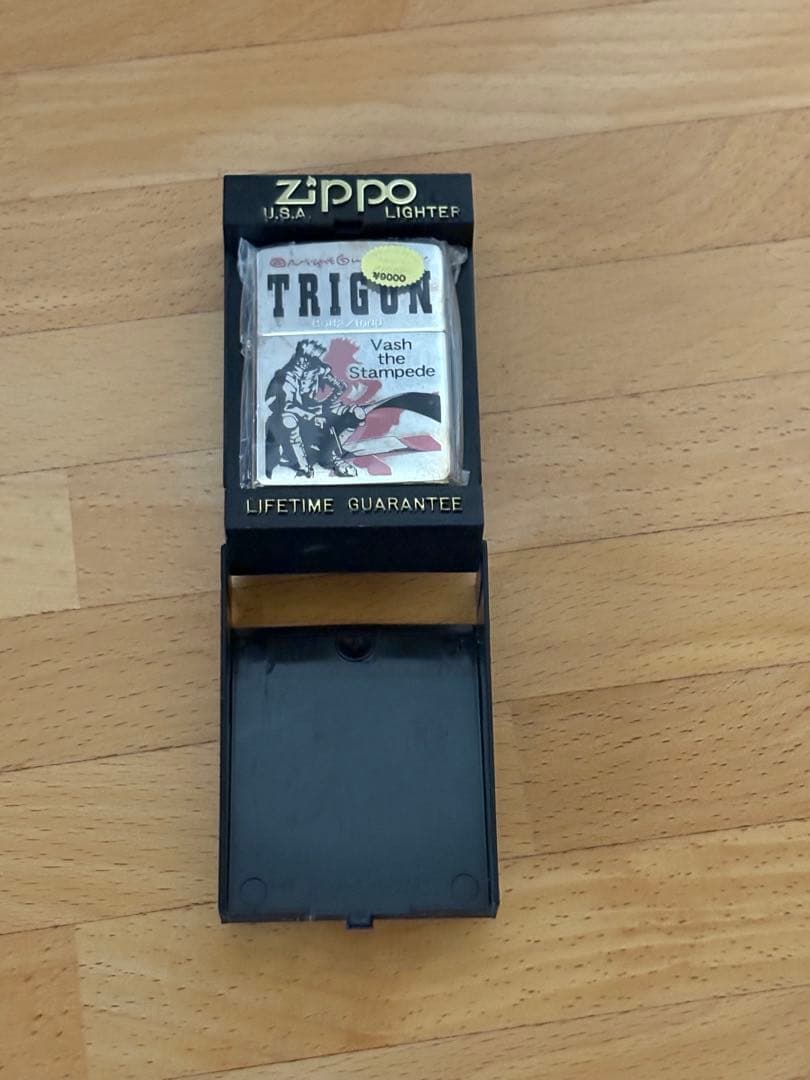 zippo
U.S.A. LIGHTER
¥9000
TRIGUN
Vash
the
Stampede
LIFETIME GUARANTEE